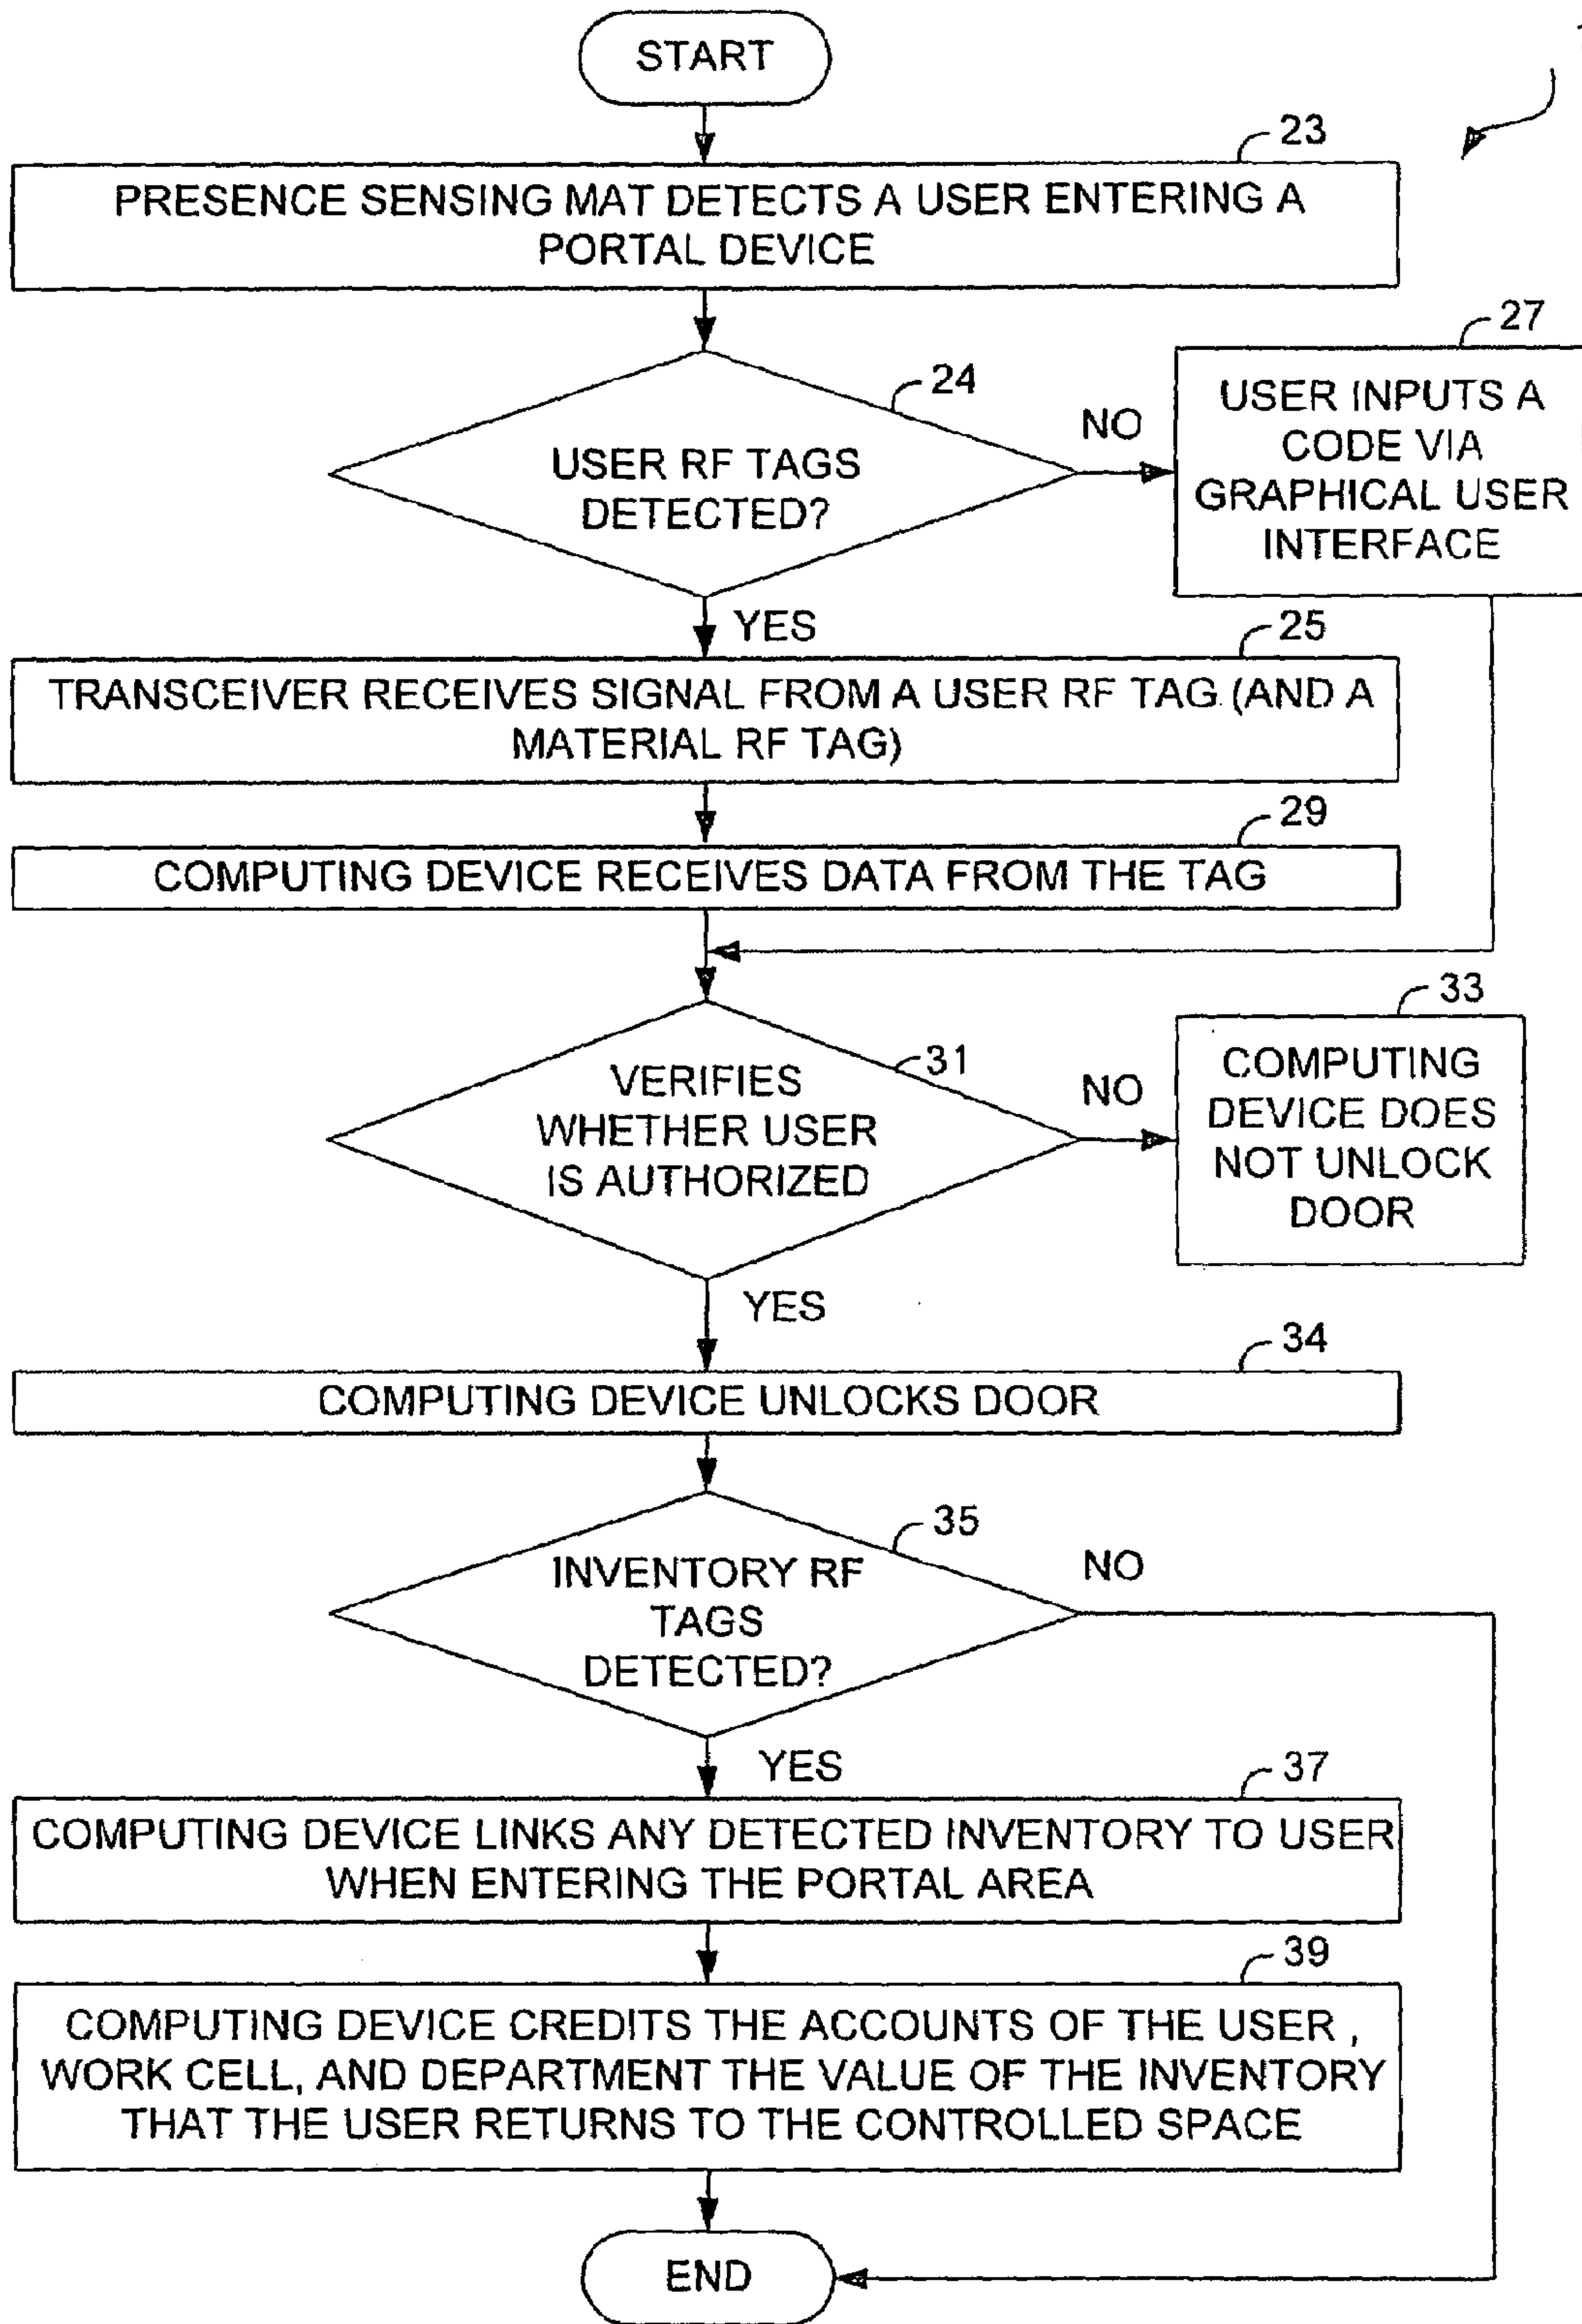 START
23
PRESENCE SENSING MAT DETECTS A USER ENTERING A
PORTAL DEVICE
24
USER RF TAGS
DETECTED?
NO
27
USER INPUTS A
CODE VIA
GRAPHICAL USER
INTERFACE
YES
25
TRANSCEIVER RECEIVES SIGNAL FROM A USER RF TAG (AND A
MATERIAL RF TAG)
29
COMPUTING DEVICE RECEIVES DATA FROM THE TAG
31
VERIFIES
WHETHER USER
IS AUTHORIZED
NO
33
COMPUTING
DEVICE DOES
NOT UNLOCK
DOOR
YES
34
COMPUTING DEVICE UNLOCKS DOOR
35
INVENTORY RF
TAGS
DETECTED?
NO
YES
37
COMPUTING DEVICE LINKS ANY DETECTED INVENTORY TO USER
WHEN ENTERING THE PORTAL AREA
39
COMPUTING DEVICE CREDITS THE ACCOUNTS OF THE USER ,
WORK CELL, AND DEPARTMENT THE VALUE OF THE INVENTORY
THAT THE USER RETURNS TO THE CONTROLLED SPACE
END